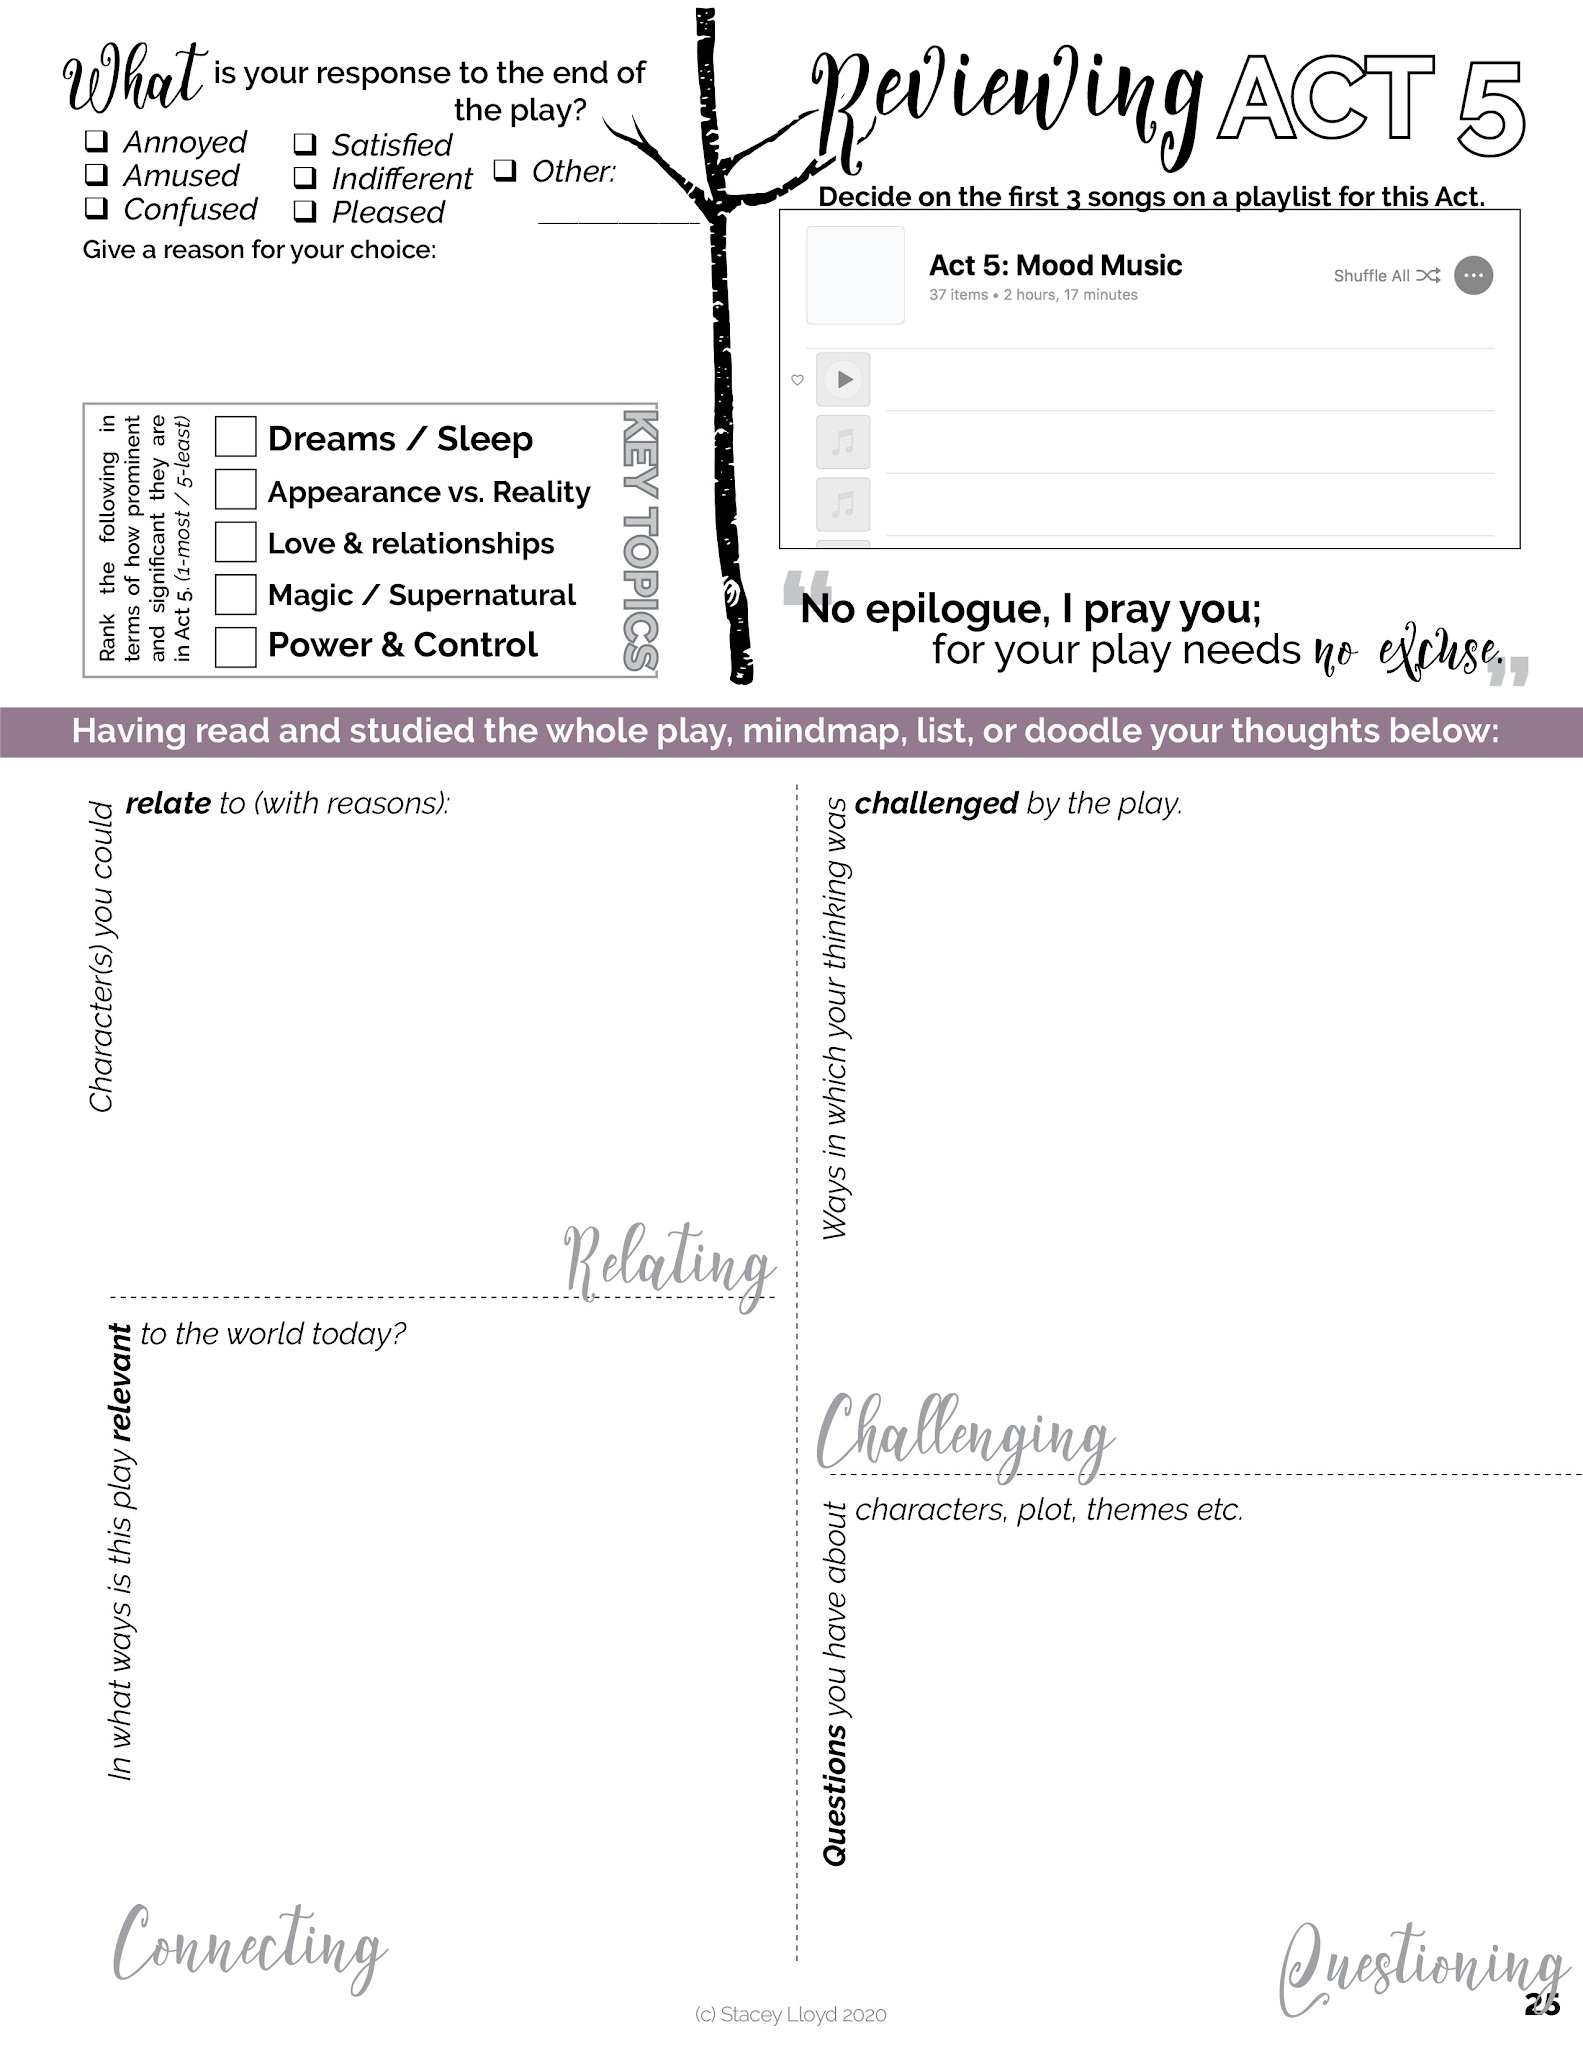 What is your response to the end of
the play?
❑ Annoyed
❑ Amused
❑ Confused
❑ Satisfied
❑ Indifferent
❑ Pleased
❑ Other:
____________
Give a reason for your choice:
Rank the following in
terms of how prominent
and significant they are
in Act 5. (1-most / 5-least)
Dreams / Sleep
Appearance vs. Reality
Love & relationships
Magic / Supernatural
Power & Control
KEY TOPICS
Reviewing ACT 5
Decide on the first 3 songs on a playlist for this Act.
Act 5: Mood Music
37 items • 2 hours, 17 minutes
Shuffle All
“No epilogue, I pray you;
for your play needs no excuse.”
Having read and studied the whole play, mindmap, list, or doodle your thoughts below:
Character(s) you could
relate to (with reasons):
Relating
In what ways is this play relevant
to the world today?
Connecting
Ways in which your thinking was
challenged by the play.
Challenging
Questions you have about
characters, plot, themes etc.
Questioning
(c) Stacey Lloyd 2020